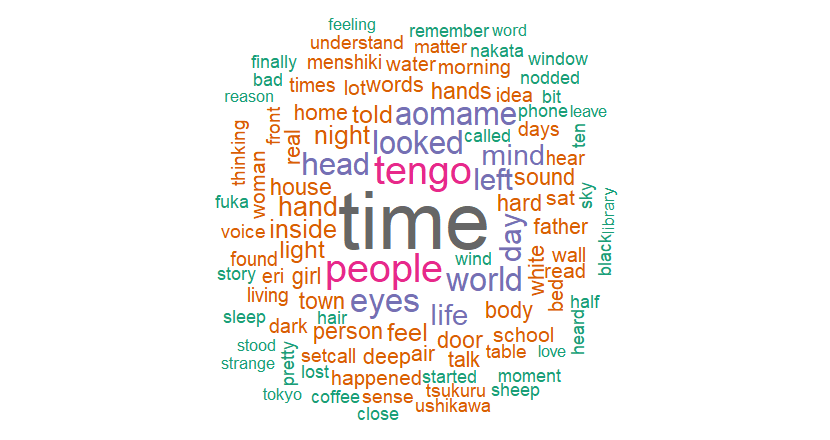 feeling
remember word
understand matter nakata
finally menshiki water morning window
bad times lot words hands idea nodded
reason bit
home told aomame phone leave
thinking front real night looked called days ten
woman head tengo mind hear
house left sound sky
fuka hand time hard sat library
voice inside day father black
found light people wind white wall
story eri girl world bed read
living town eyes life body half
sleep dark hair person feel door school heard
stood
strange pretty set call deep air talk table love
lost happened started moment
tokyo coffee sense tsukuru sheep
close ushikawa